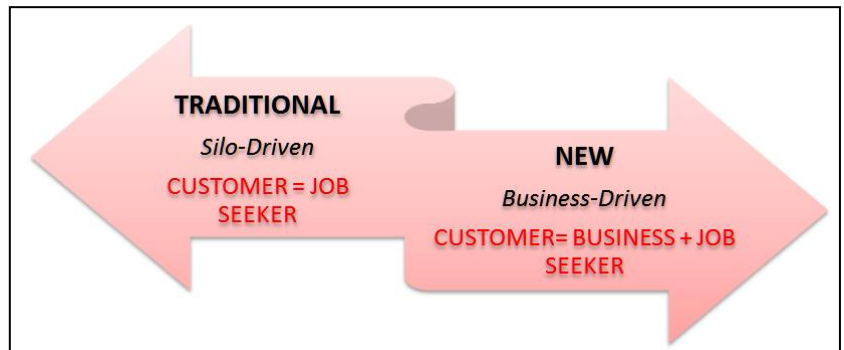 TRADITIONAL
Silo-Driven
CUSTOMER = JOB
SEEKER
NEW
Business-Driven
CUSTOMER= BUSINESS + JOB
SEEKER